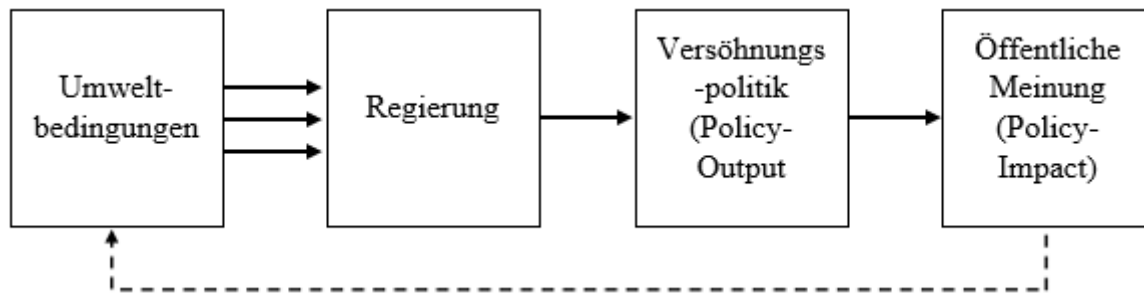 Umwelt-
bedingungen
Regierung
Versöhnungs
-politik
(Policy-
Output
Öffentliche
Meinung
(Policy-
Impact)